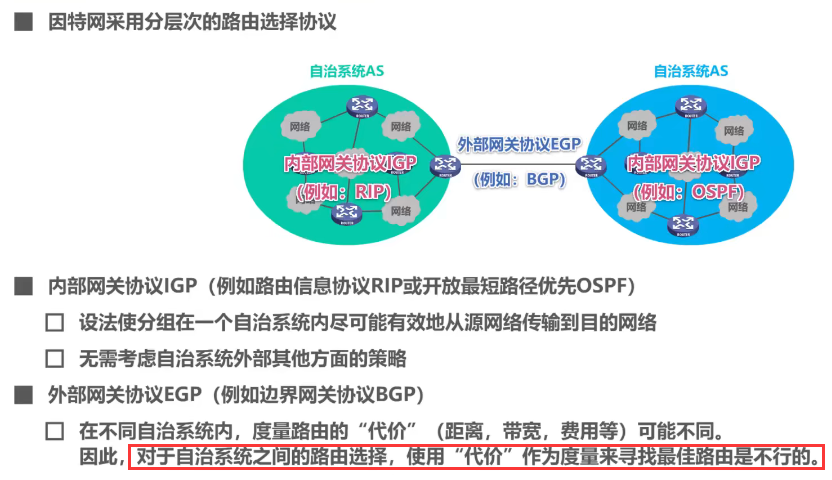 因特网采用分层次的路由选择协议
自治系统AS
自治系统AS
网络
网络
网络
网络
外部网关协议EGP
(例如：BGP)
内部网关协议IGP
(例如：RIP)
内部网关协议IGP
(例如：OSPF)
网络
网络
网络
网络
ROUTER
ROUTER
ROUTER
ROUTER
ROUTER
ROUTER
内部网关协议IGP（例如路由信息协议RIP或开放最短路径优先OSPF）
设法使分组在一个自治系统内尽可能有效地从源网络传输到目的网络
无需考虑自治系统外部其他方面的策略
外部网关协议EGP（例如边界网关协议BGP）
在不同自治系统内，度量路由的“代价”（距离，带宽，费用等）可能不同。
因此，对于自治系统之间的路由选择，使用“代价”作为度量来寻找最佳路由是不行的。